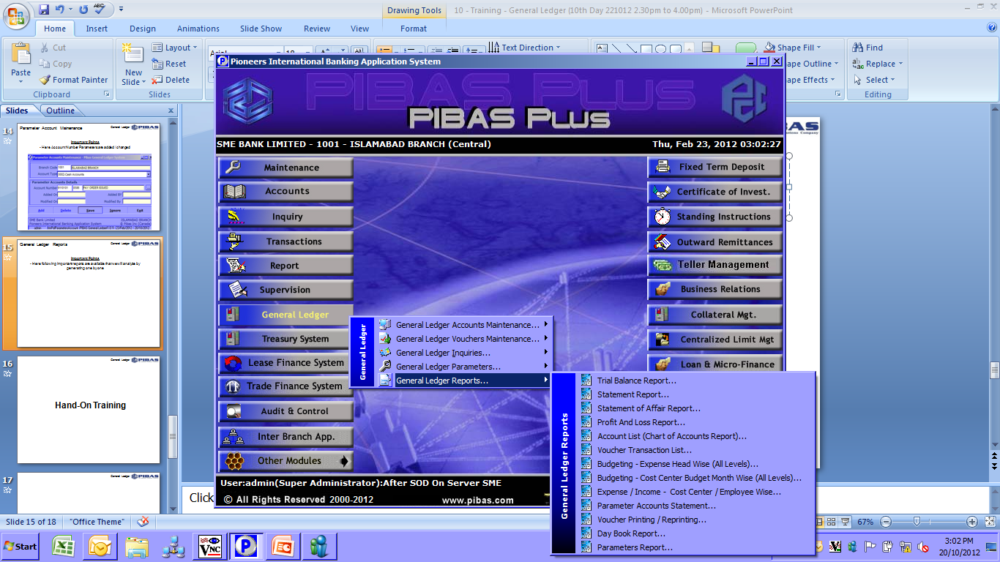 Drawing Tools
10 - Training - General Ledger (10th Day 221012 2.30pm to 4.00pm) - Microsoft PowerPoint
Home Insert Design Animations Slide Show Review View Format
Cut
Copy
Format Painter
Paste
Clipboard
New Slide
Layout
Reset
Delete
Slides
Text Direction
Shape Fill
Shape Outline
Shape Effects
Find
Replace
Select
Editing
Slides Outline
14
Parameter Account Maintenance
General Ledger PIBAS
Important Points
- Here Account Number Parameters are added / changed
15
General Ledger Reports
General Ledger PIBAS
Important Points
- Here following important reports are available that we will analyze by generating one by one
16
General Ledger PIBAS
Hand-On Training
17
General Ledger PIBAS
Pioneers International Banking Application System
PIBAS PLUS
PIBAS PLUS
SME BANK LIMITED - 1001 - ISLAMABAD BRANCH (Central)
Thu, Feb 23, 2012 03:02:27
Maintenance
Accounts
Inquiry
Transactions
Report
Supervision
General Ledger
Treasury System
Lease Finance System
Trade Finance System
Audit & Control
Inter Branch App.
Other Modules
Fixed Term Deposit
Certificate of Invest.
Standing Instructions
Outward Remittances
Teller Management
Business Relations
Collateral Mgt.
Centralized Limit Mgt
Loan & Micro-Finance
General Ledger
General Ledger Accounts Maintenance...
General Ledger Vouchers Maintenance...
General Ledger Inquiries...
General Ledger Parameters...
General Ledger Reports...
General Ledger Reports
Trial Balance Report...
Statement Report...
Statement of Affair Report...
Profit And Loss Report...
Account List (Chart of Accounts Report)...
Voucher Transaction List...
Budgeting - Expense Head Wise (All Levels)...
Budgeting - Cost Center Budget Month Wise (All Levels)...
Expense / Income - Cost Center / Employee Wise...
Parameter Accounts Statement...
Voucher Printing / Reprinting...
Day Book Report...
Parameters Report...
User:admin(Super Administrator):After SOD On Server SME
© All Rights Reserved 2000-2012
www.pibas.com
Click
Slide 15 of 18
"Office Theme"
67%
Start
3:02 PM
20/10/2012